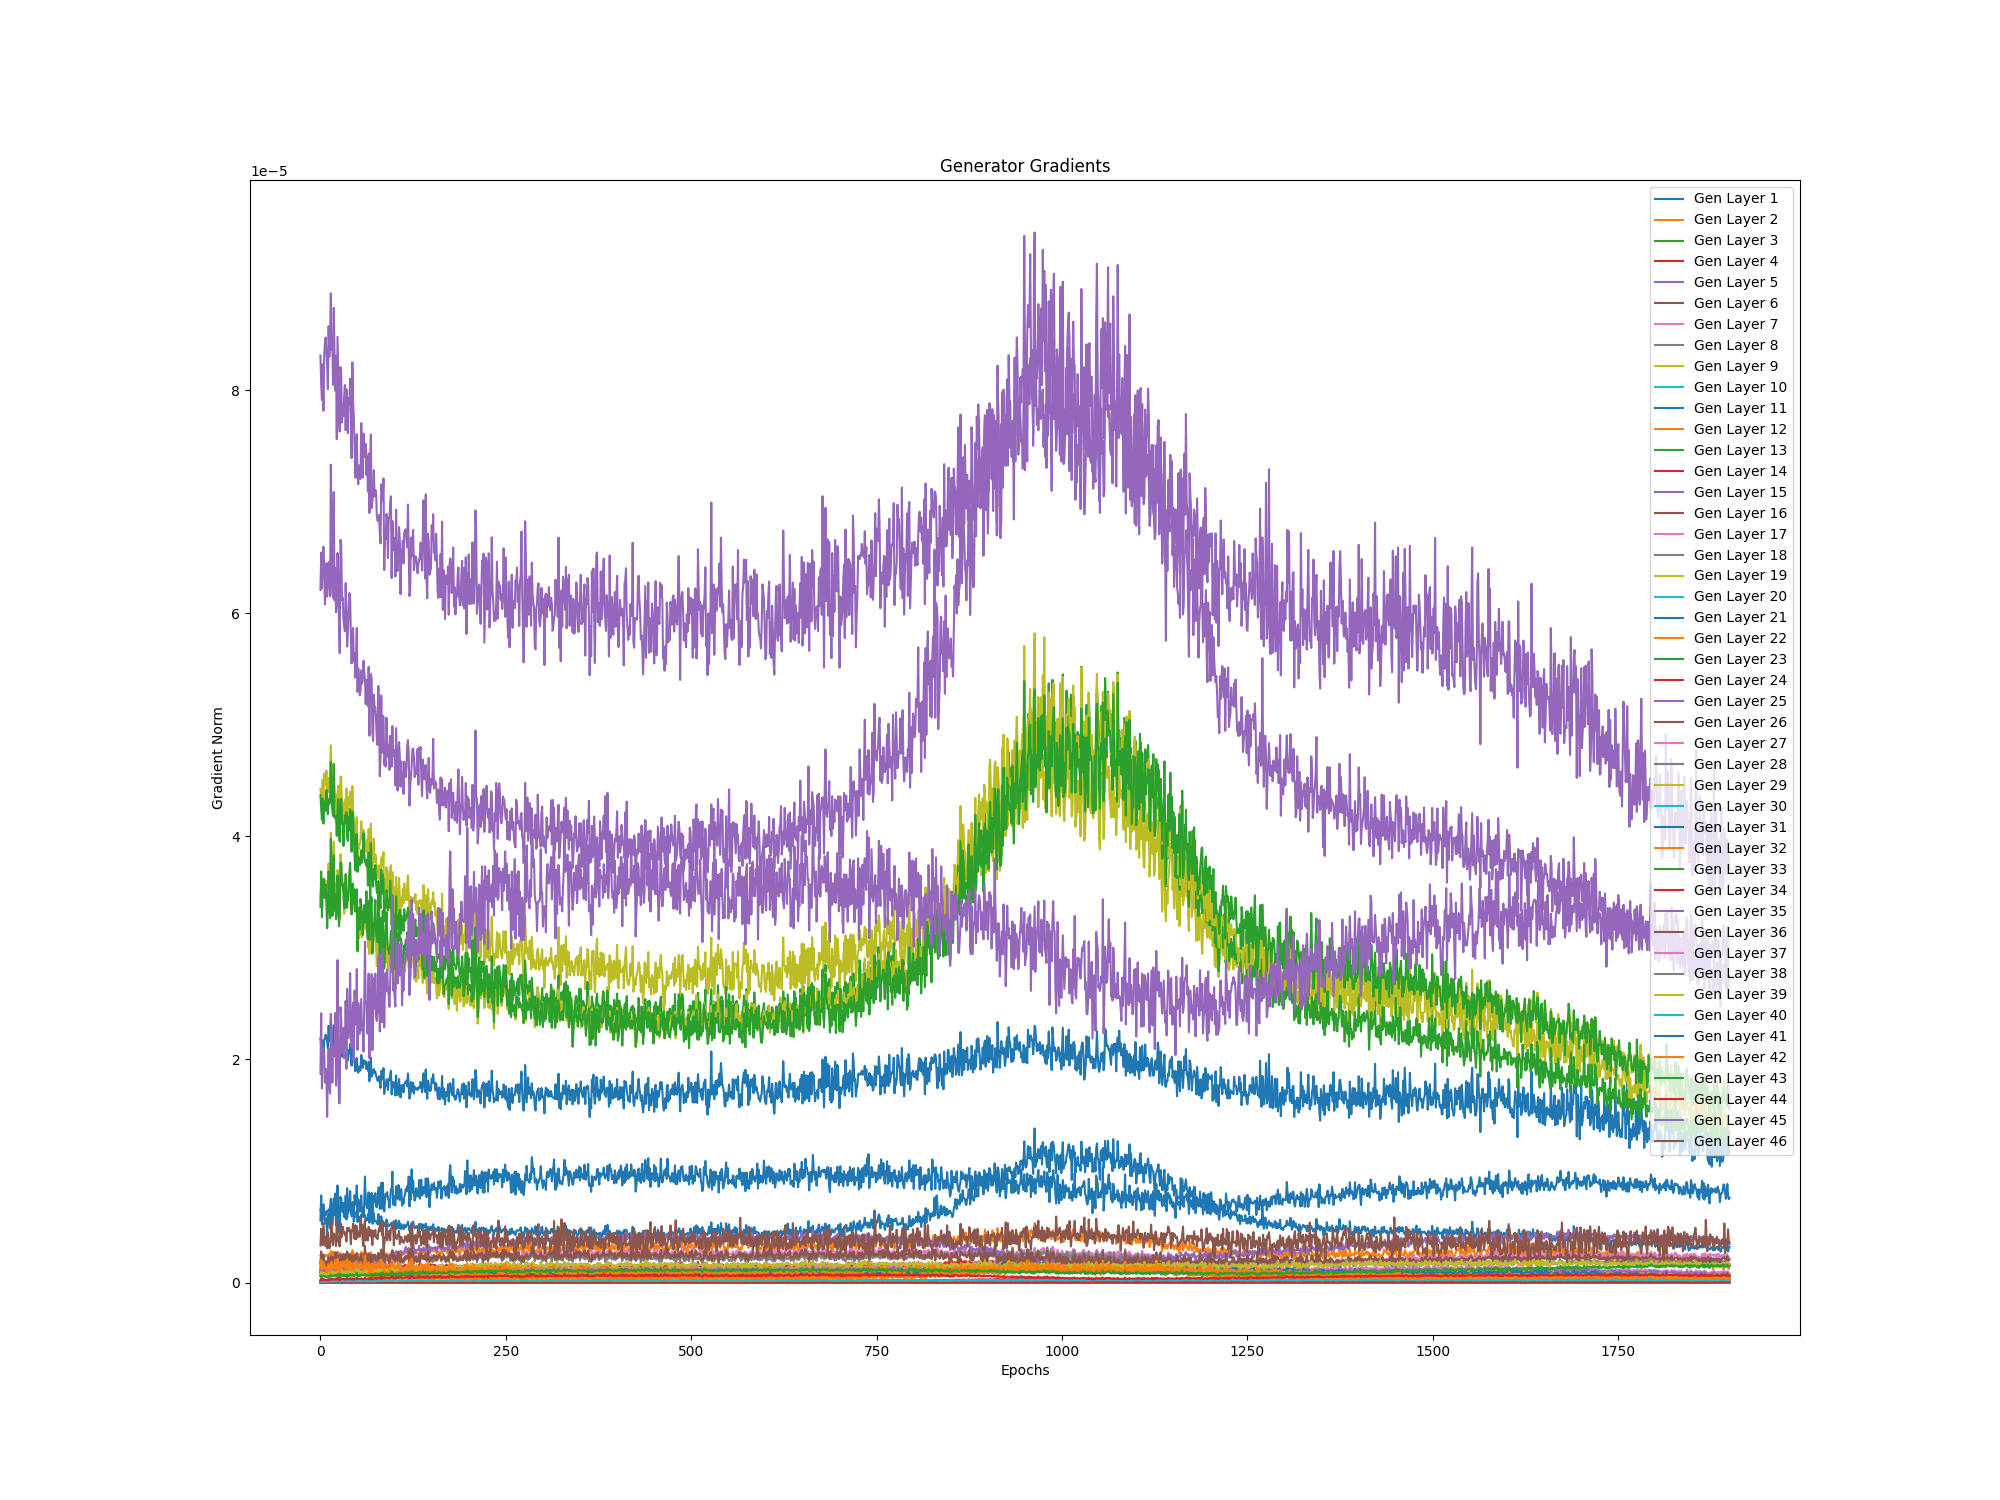 Generator Gradients
1e−5
Gen Layer 1
Gen Layer 2
Gen Layer 3
Gen Layer 4
Gen Layer 5
Gen Layer 6
Gen Layer 7
Gen Layer 8
Gen Layer 9
Gen Layer 10
Gen Layer 11
Gen Layer 12
Gen Layer 13
Gen Layer 14
Gen Layer 15
Gen Layer 16
Gen Layer 17
Gen Layer 18
Gen Layer 19
Gen Layer 20
Gen Layer 21
Gen Layer 22
Gen Layer 23
Gen Layer 24
Gen Layer 25
Gen Layer 26
Gen Layer 27
Gen Layer 28
Gen Layer 29
Gen Layer 30
Gen Layer 31
Gen Layer 32
Gen Layer 33
Gen Layer 34
Gen Layer 35
Gen Layer 36
Gen Layer 37
Gen Layer 38
Gen Layer 39
Gen Layer 40
Gen Layer 41
Gen Layer 42
Gen Layer 43
Gen Layer 44
Gen Layer 45
Gen Layer 46
8
6
4
2
0
Gradient Norm
0 250 500 750 1000 1250 1500 1750
Epochs